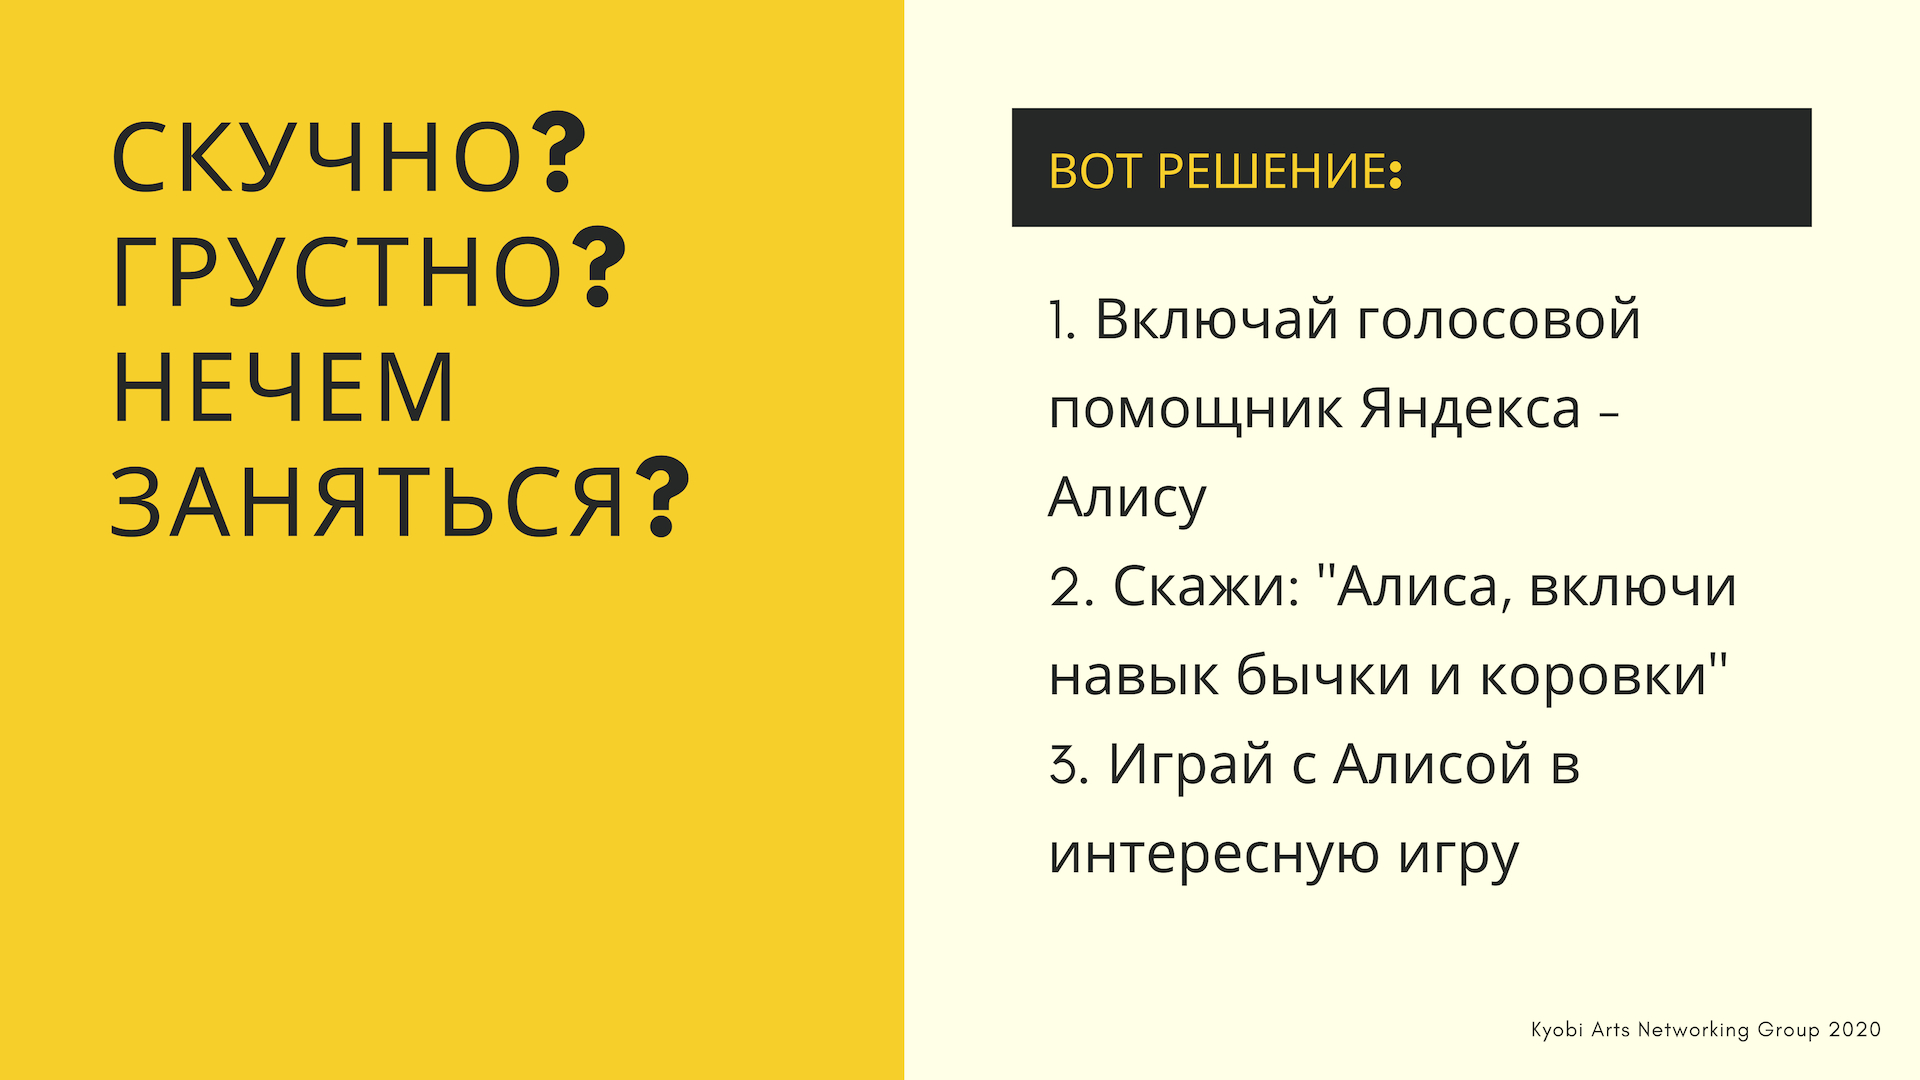 СКУЧНО?
ГРУСТНО?
НЕЧЕМ
ЗАНЯТЬСЯ?
ВОТ РЕШЕНИЕ:
1. Включай голосовой
помощник Яндекса –
Алису
2. Скажи: "Алиса, включи
навык бычки и коровки"
3. Играй с Алисой в
интересную игру
Kyobi Arts Networking Group 2020